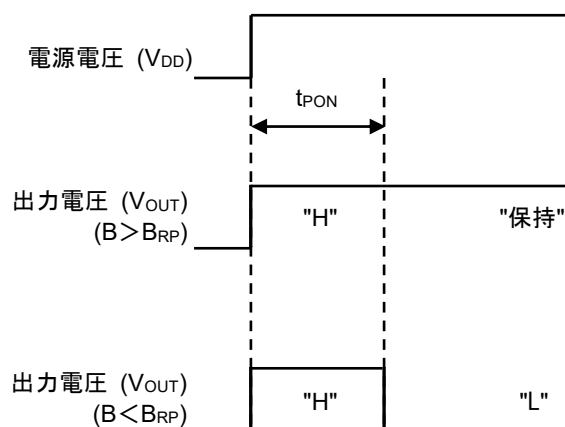 電源電圧 (VDD)
tPON
出力電圧 (VOUT)
(B＞BRP)
"H"
"保持"
出力電圧 (VOUT)
(B＜BRP)
"H"
"L"